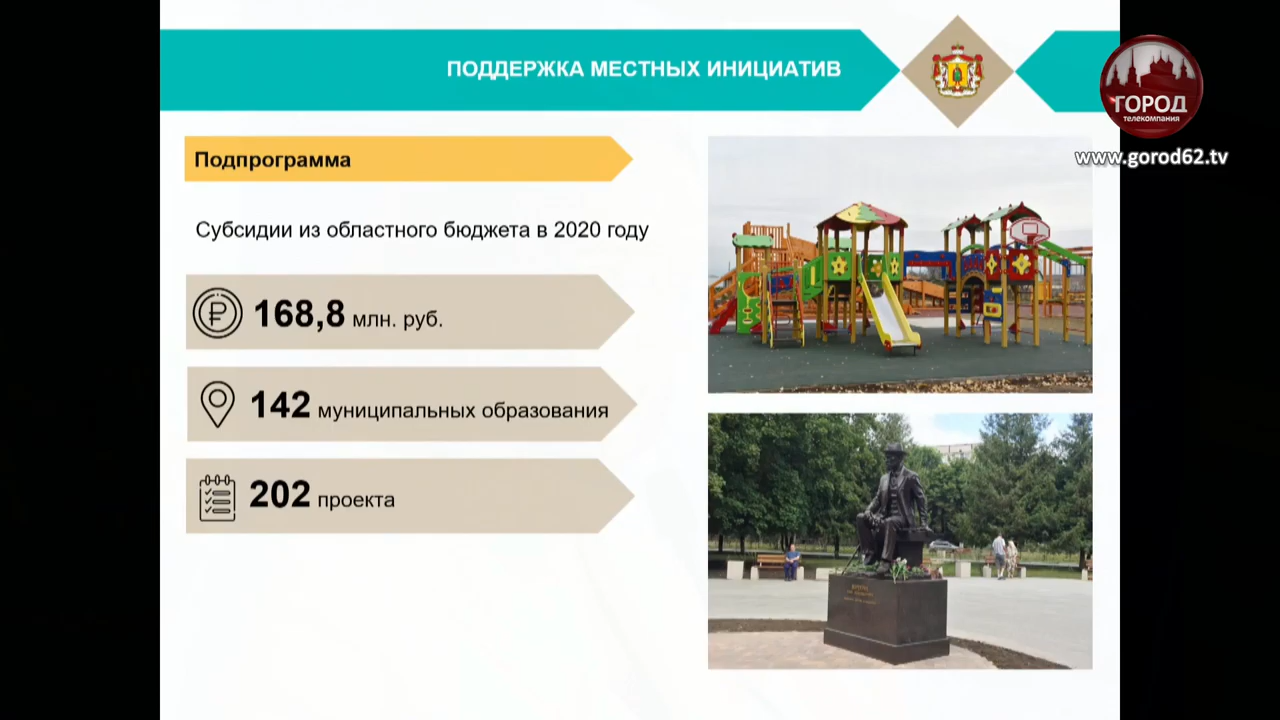 ПОДДЕРЖКА МЕСТНЫХ ИНИЦИАТИВ
ГОРОД
телекомпания
www.gorod62.tv
Подпрограмма
Субсидии из областного бюджета в 2020 году
168,8 млн. руб.
142 муниципальных образования
202 проекта